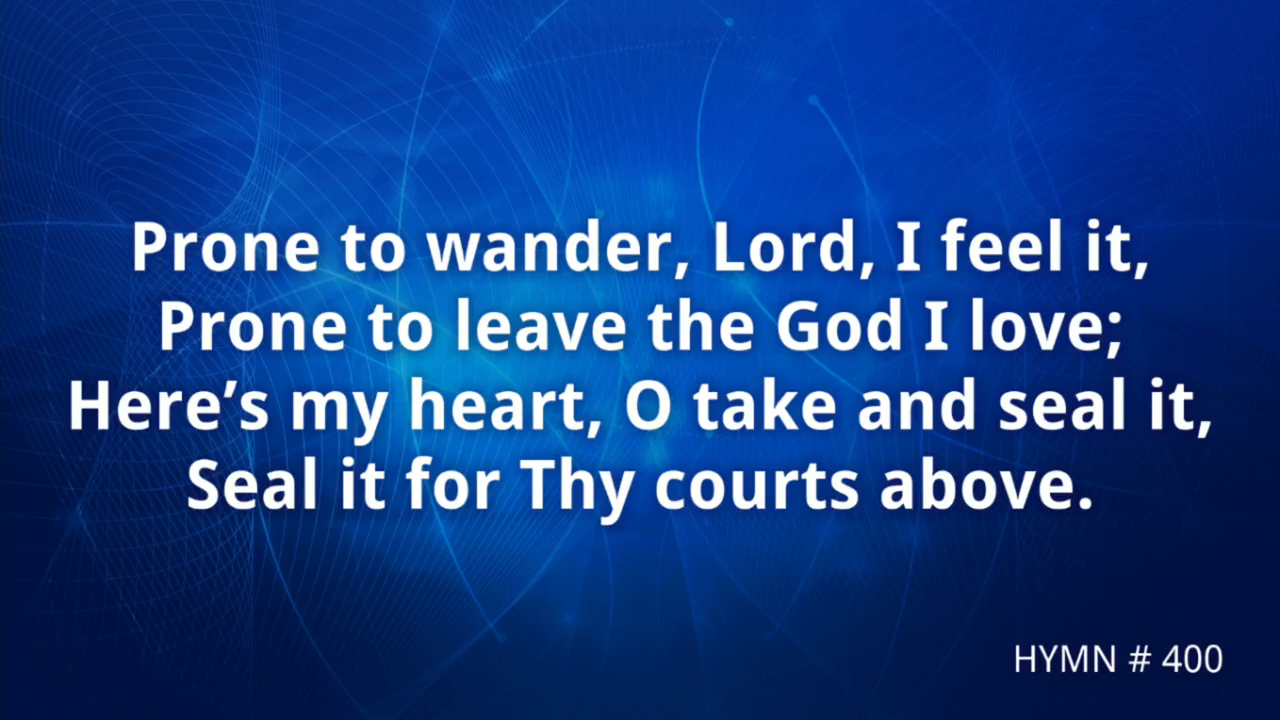 Prone to wander, Lord, I feel it,
Prone to leave the God I love;
Here’s my heart, O take and seal it,
Seal it for Thy courts above.
HYMN # 400